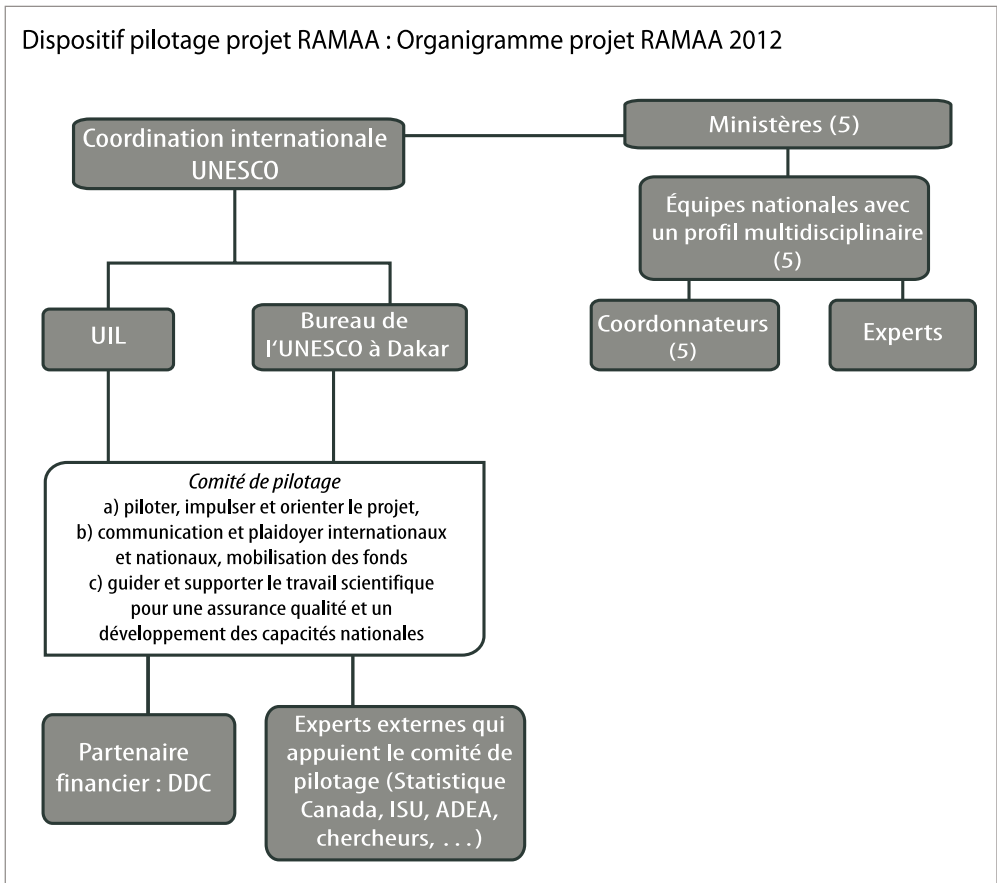 Dispositif pilotage projet RAMAA : Organigramme projet RAMAA 2012
Coordination internationale
UNESCO
Ministères (5)
Équipes nationales avec
un profil multidisciplinaire
(5)
UIL
Bureau de
l‘UNESCO à Dakar
Coordonnateurs
(5)
Experts
Comité de pilotage
a) piloter, impulser et orienter le projet,
b) communication et plaidoyer internationaux
et nationaux, mobilisation des fonds
c) guider et supporter le travail scientifique
pour une assurance qualité et un
développement des capacités nationales
Partenaire
financier : DDC
Experts externes qui
appuient le comité de
pilotage (Statistique
Canada, ISU, ADEA,
chercheurs, . . . )